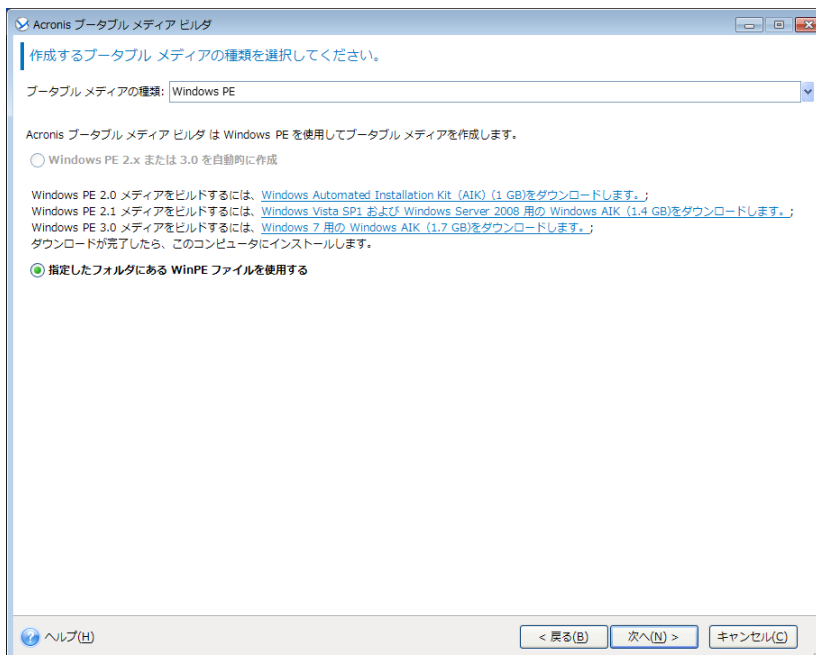 Acronis ブータブル メディア ビルダ
作成するブータブル メディアの種類を選択してください。
ブータブル メディアの種類: Windows PE
Acronis ブータブル メディア ビルダ は Windows PE を使用してブータブル メディアを作成します。
Windows PE 2.x または 3.0 を自動的に作成
Windows PE 2.0 メディアをビルドするには、Windows Automated Installation Kit (AIK) (1 GB)をダウンロードします。;
Windows PE 2.1 メディアをビルドするには、Windows Vista SP1 および Windows Server 2008 用の Windows AIK (1.4 GB)をダウンロードします。;
Windows PE 3.0 メディアをビルドするには、Windows 7 用の Windows AIK (1.7 GB)をダウンロードします。;
ダウンロードが完了したら、このコンピュータにインストールします。
指定したフォルダにある WinPE ファイルを使用する
ヘルプ(H) < 戻る(B) 次へ(N) > キャンセル(C)